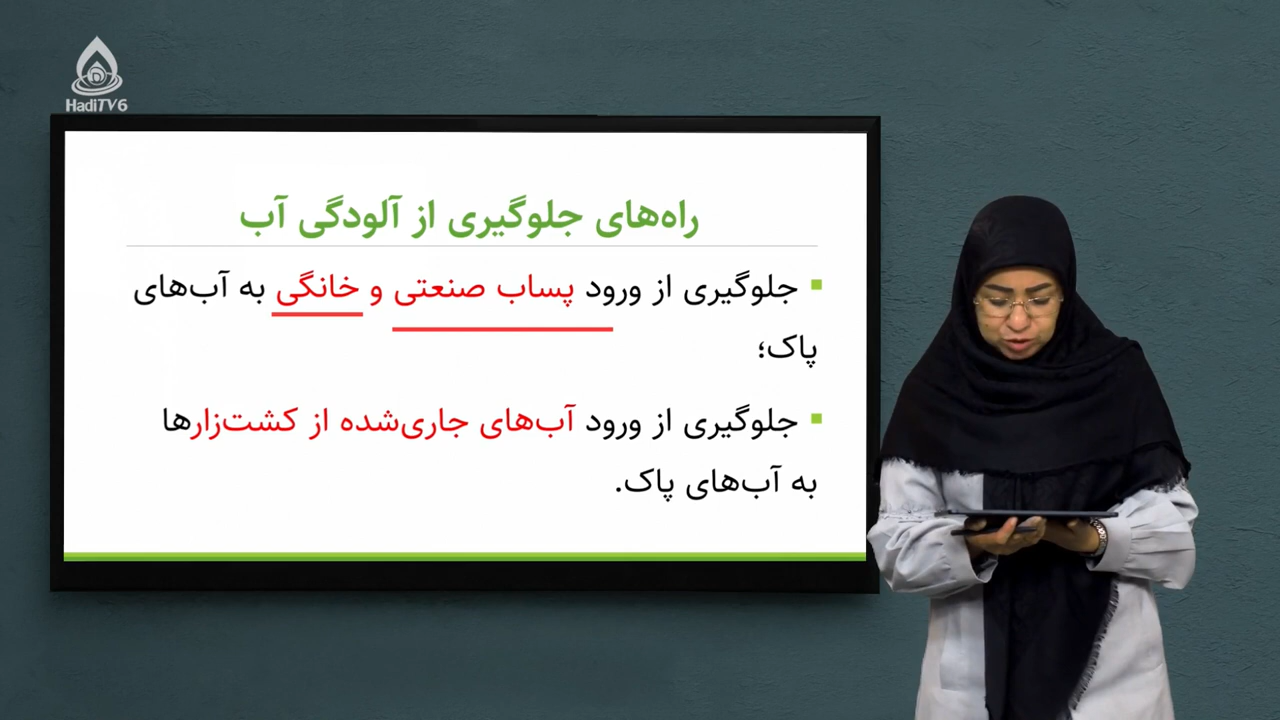 HadiTV6
راه‌های جلوگیری از آلودگی آب
جلوگیری از ورود پساب صنعتی و خانگی به آب‌های
پاک؛
جلوگیری از ورود آب‌های جاری‌شده از کشت‌زارها
به آب‌های پاک.